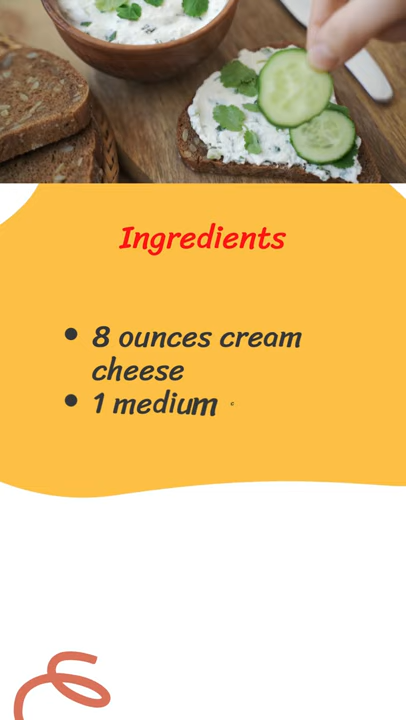 Ingredients
• 8 ounces cream
cheese
• 1 medium c